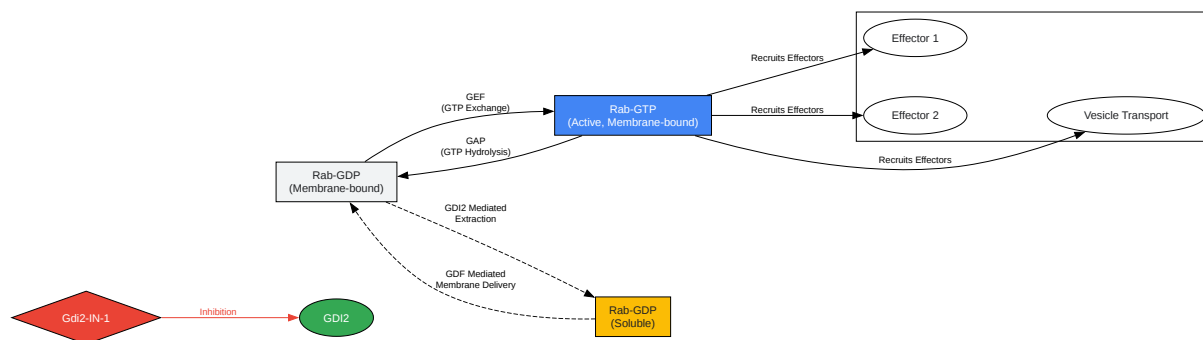 Effector 1
Recruits Effectors
GEF
(GTP Exchange)
Rab-GTP
(Active, Membrane-bound)
Recruits Effectors
Effector 2
Vesicle Transport
GAP
(GTP Hydrolysis)
Recruits Effectors
Rab-GDP
(Membrane-bound)
GDI2 Mediated
Extraction
GDF Mediated
Membrane Delivery
Gdi2-IN-1
Inhibition
GDI2
Rab-GDP
(Soluble)